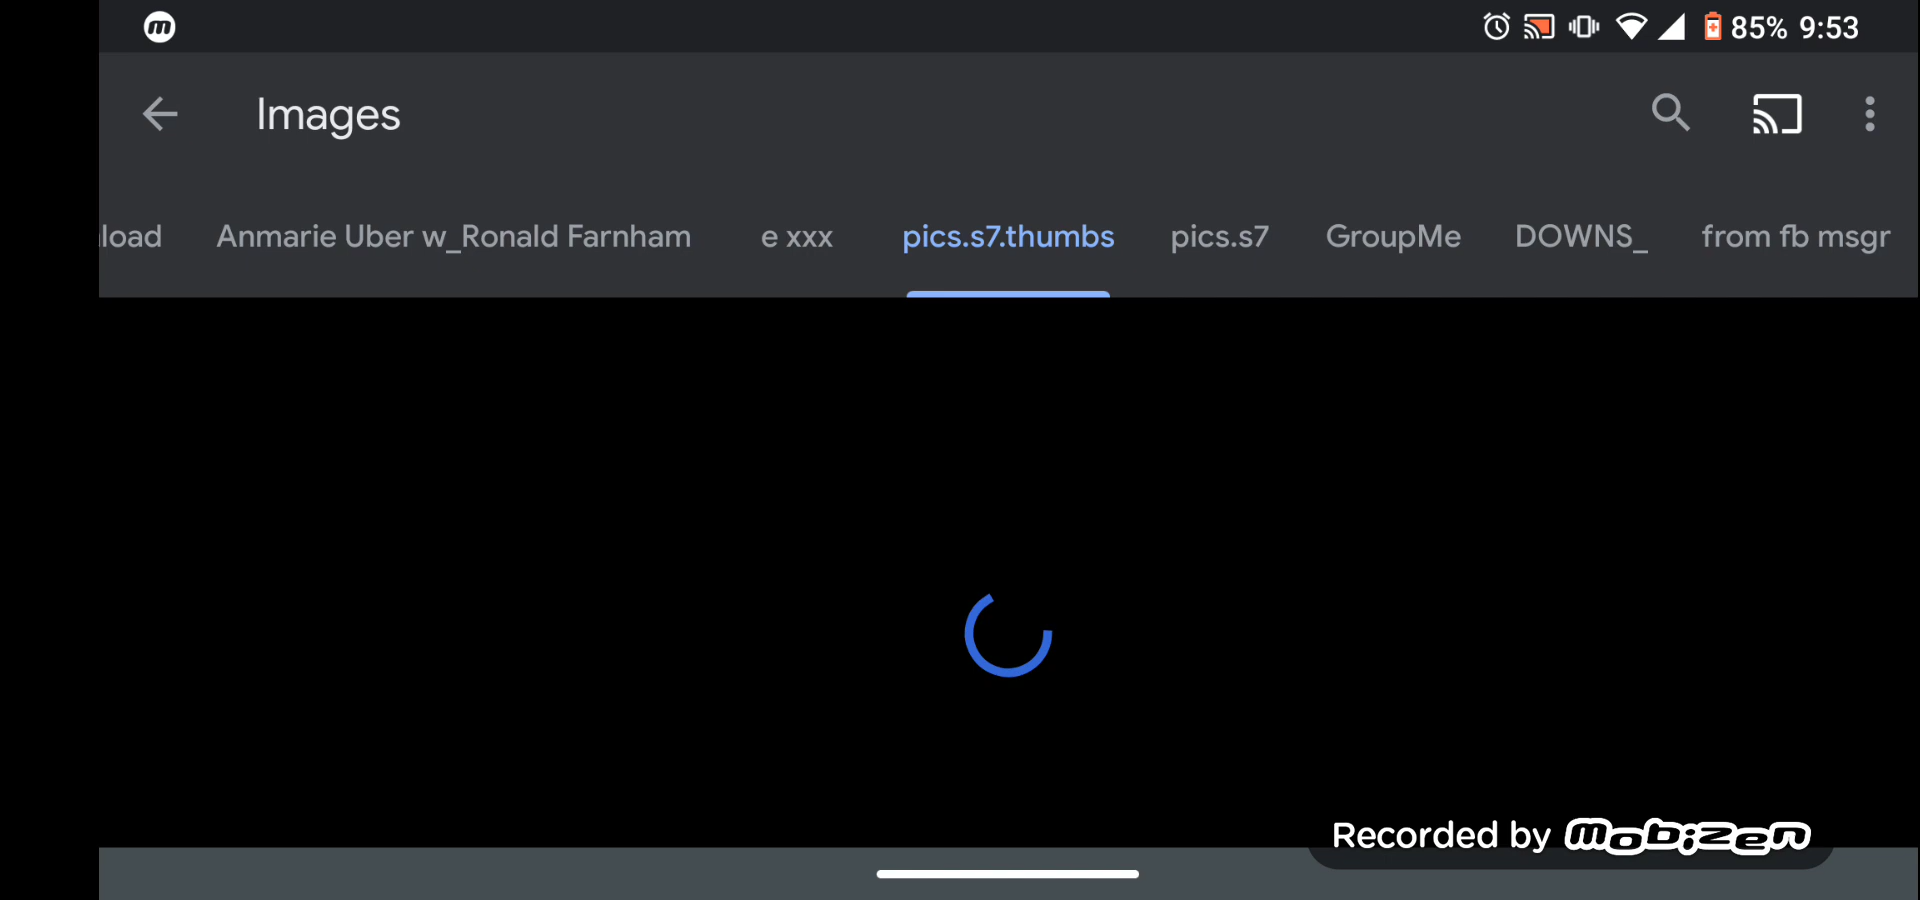 m 85% 9:53
Images
load Anmarie Uber w_Ronald Farnham e xxx pics.s7.thumbs pics.s7 GroupMe DOWNS_ from fb msgr
Recorded by mobizen